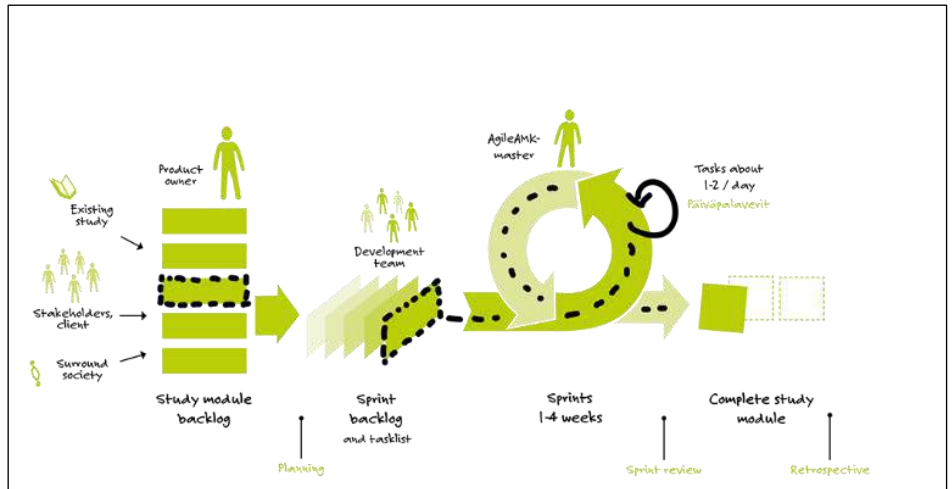 Product
owner
Existing
study
Stakeholders,
client
Surround
society
Development
team
AgileAMK-
master
Tasks about
1-2 / day
Päiväpalaverit
Study module
backlog
Sprint
backlog
and tasklist
Sprints
1-4 weeks
Complete study
module
Planning
Sprint review
Retrospective